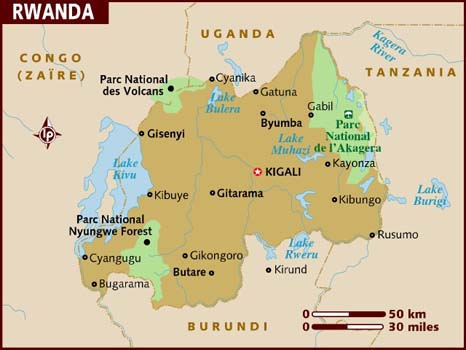 RWANDA
UGANDA
Kagera
River
CONGO
(ZAÏRE)
TANZANIA
Parc National
des Volcans
Cyanika
Gatuna
Lake
Bulera
Gabil
Byumba
Parc
National
de l'Akagera
Gisenyi
Lake
Muhazi
LP
Kayonza
Lake
Kivu
KIGALI
Kibuye
Gitarama
Kibungo
Lake
Burigi
Parc National
Nyungwe Forest
Rusumo
Lake
Rweru
Cyangugu
Gikongoro
Butare
Kirund
Bugarama
0 50 km
0 30 miles
BURUNDI